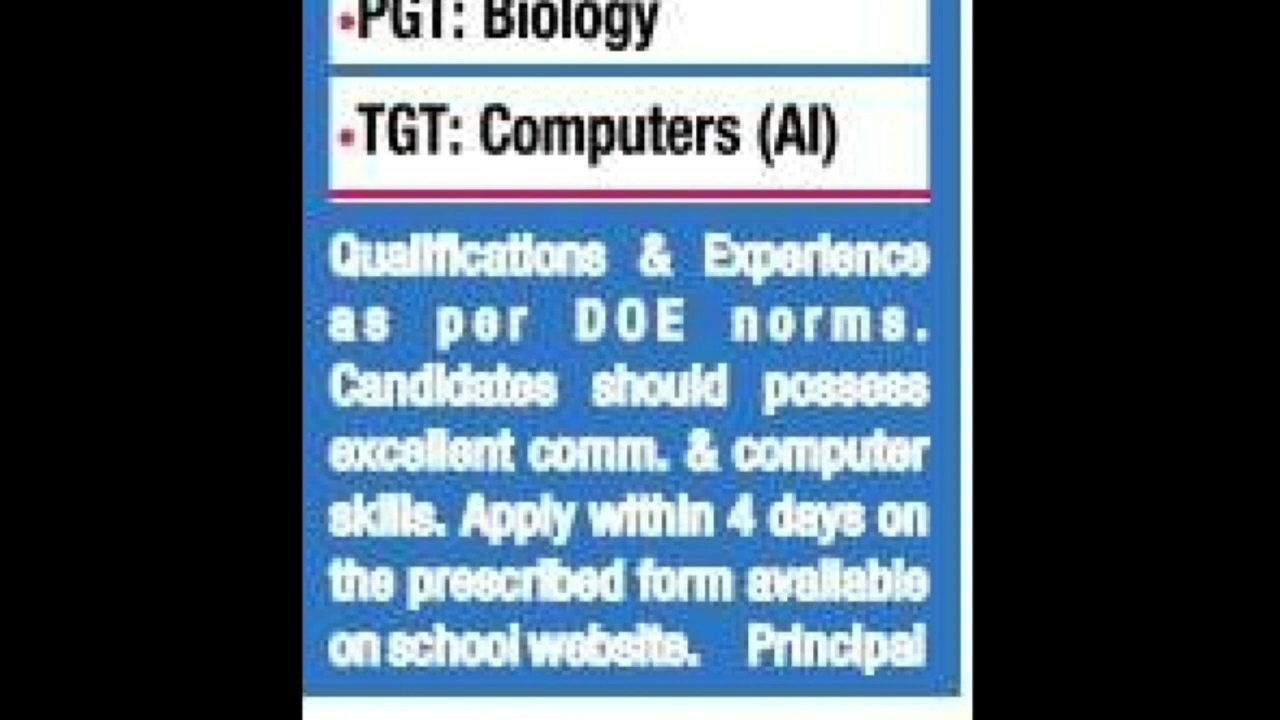 •PGT: Biology
•TGT: Computers (AI)
Qualifications & Experience
as per DOE norms.
Candidates should possess
excellent comm. & computer
skills. Apply within 4 days on
the prescribed form available
on school website. Principal